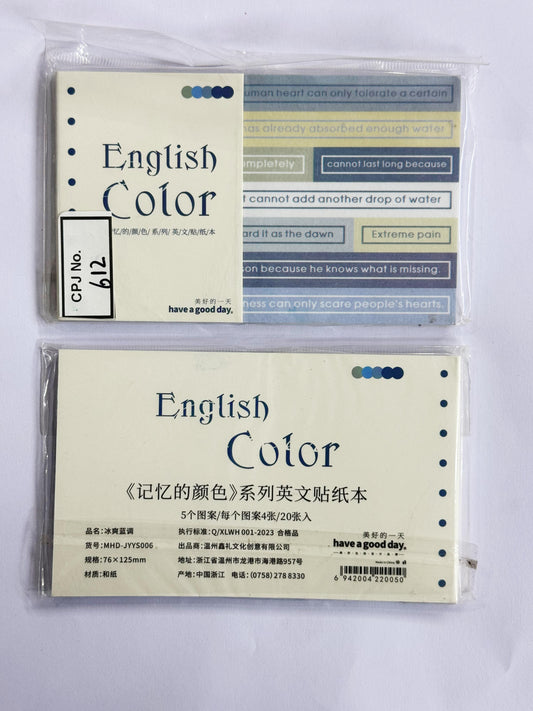 English
Color
忆/的/颜/色/系/列/英/文/贴/纸/本
CPJ No.
612
美好的一天
have a good day,
human heart can only tolerate a certain
has already absorbed enough water
completely
cannot last long because
t cannot add another drop of water
ard it as the dawn
Extreme pain
son because he knows what is missing.
ness can only scare people's hearts.
English
Color
《记忆的颜色》系列英文贴纸本
5个图案/每个图案4张/20张入
品名：冰爽蓝调
货号：MHD-JYYS006
规格：76×125mm
材质：和纸
执行标准：Q/XLWH 001-2023 合格品
出品商：温州鑫礼文化创意有限公司
地址：浙江省温州市龙港市海港路957号
产地：中国浙江 电话：(0758) 278 8330
美好的一天
have a good day,
Made in China
6 942004 220050